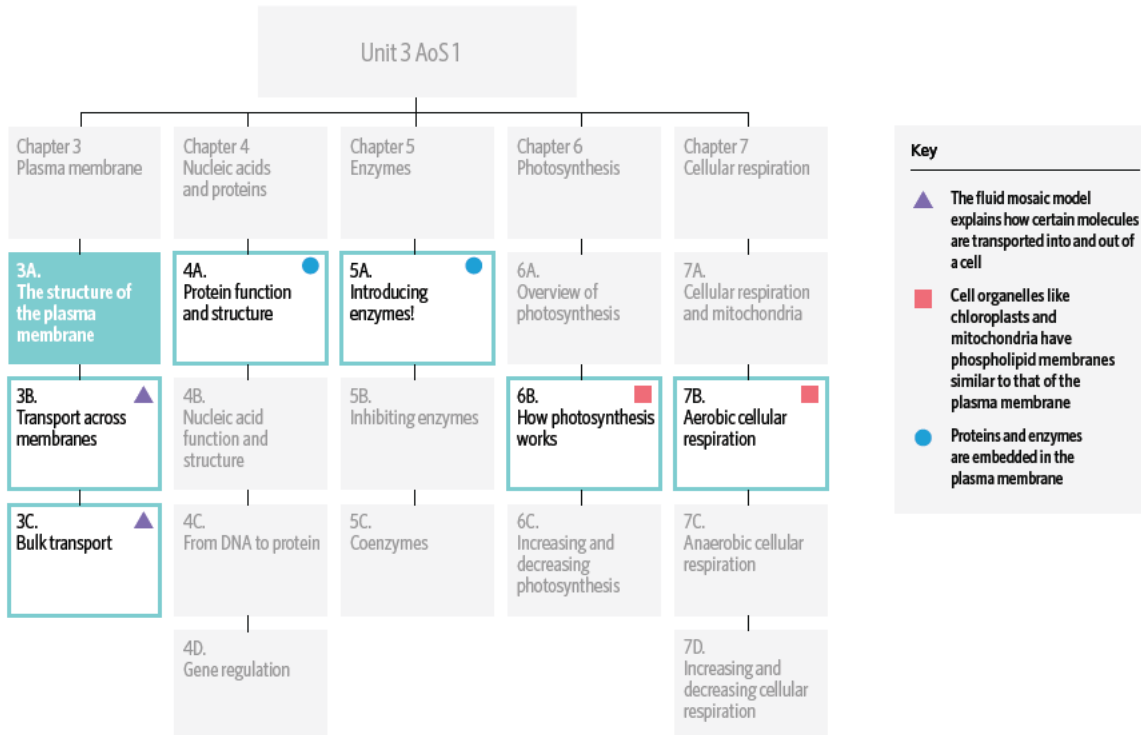 Unit 3 AoS 1
Chapter 3
Plasma membrane
Chapter 4
Nucleic acids
and proteins
Chapter 5
Enzymes
Chapter 6
Photosynthesis
Chapter 7
Cellular respiration
3A.
The structure of
the plasma
membrane
4A.
Protein function
and structure
5A.
Introducing
enzymes!
6A.
Overview of
photosynthesis
7A.
Cellular respiration
and mitochondria
3B.
Transport across
membranes
4B.
Nucleic acid
function and
structure
5B.
Inhibiting enzymes
6B.
How photosynthesis
works
7B.
Aerobic cellular
respiration
3C.
Bulk transport
4C.
From DNA to protein
5C.
Coenzymes
6C.
Increasing and
decreasing
photosynthesis
7C.
Anaerobic cellular
respiration
4D.
Gene regulation
7D.
Increasing and
decreasing cellular
respiration
Key
The fluid mosaic model
explains how certain molecules
are transported into and out of
a cell
Cell organelles like
chloroplasts and
mitochondria have
phospholipid membranes
similar to that of the
plasma membrane
Proteins and enzymes
are embedded in the
plasma membrane